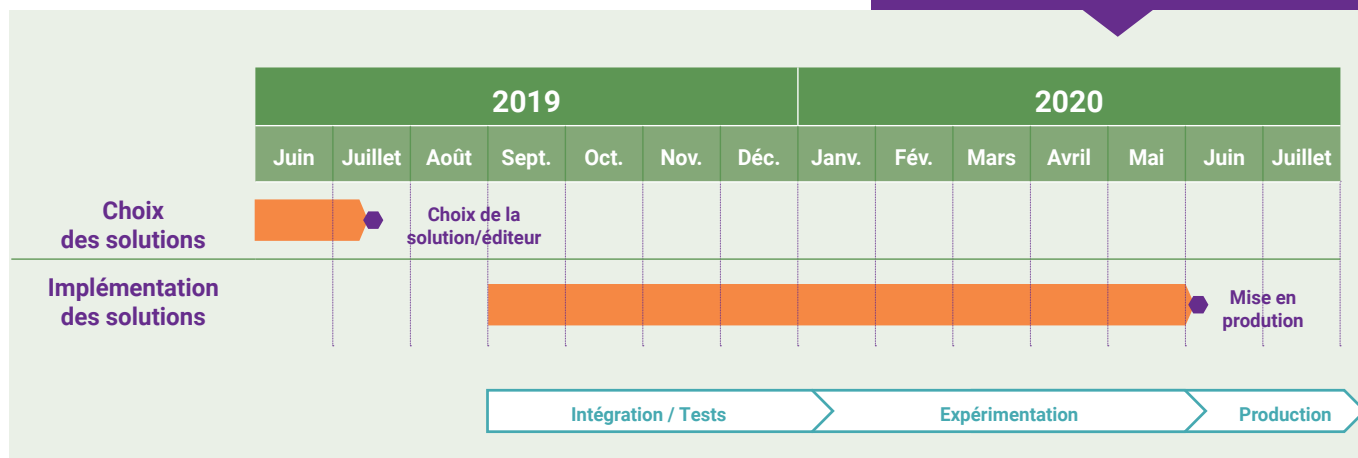 2019 2020
Juin Juillet Août Sept. Oct. Nov. Déc. Janv. Fév. Mars Avril Mai Juin Juillet
Choix
des solutions
Choix de la
solution/éditeur
Implémentation
des solutions
Mise en
prodution
Intégration / Tests Expérimentation Production